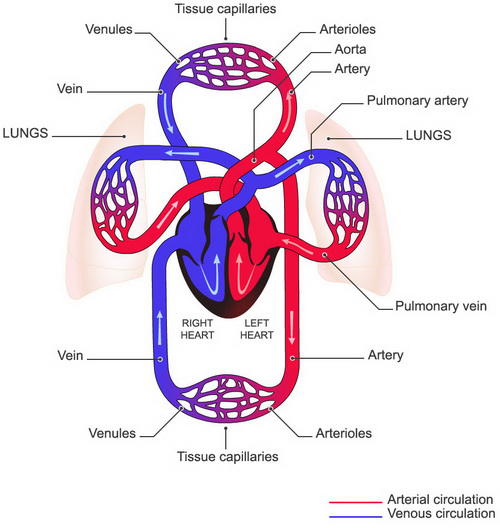 Tissue capillaries
Venules
Arterioles
Aorta
Vein
Artery
Pulmonary artery
LUNGS
LUNGS
Pulmonary vein
RIGHT
HEART
LEFT
HEART
Vein
Artery
Venules
Arterioles
Tissue capillaries
Arterial circulation
Venous circulation